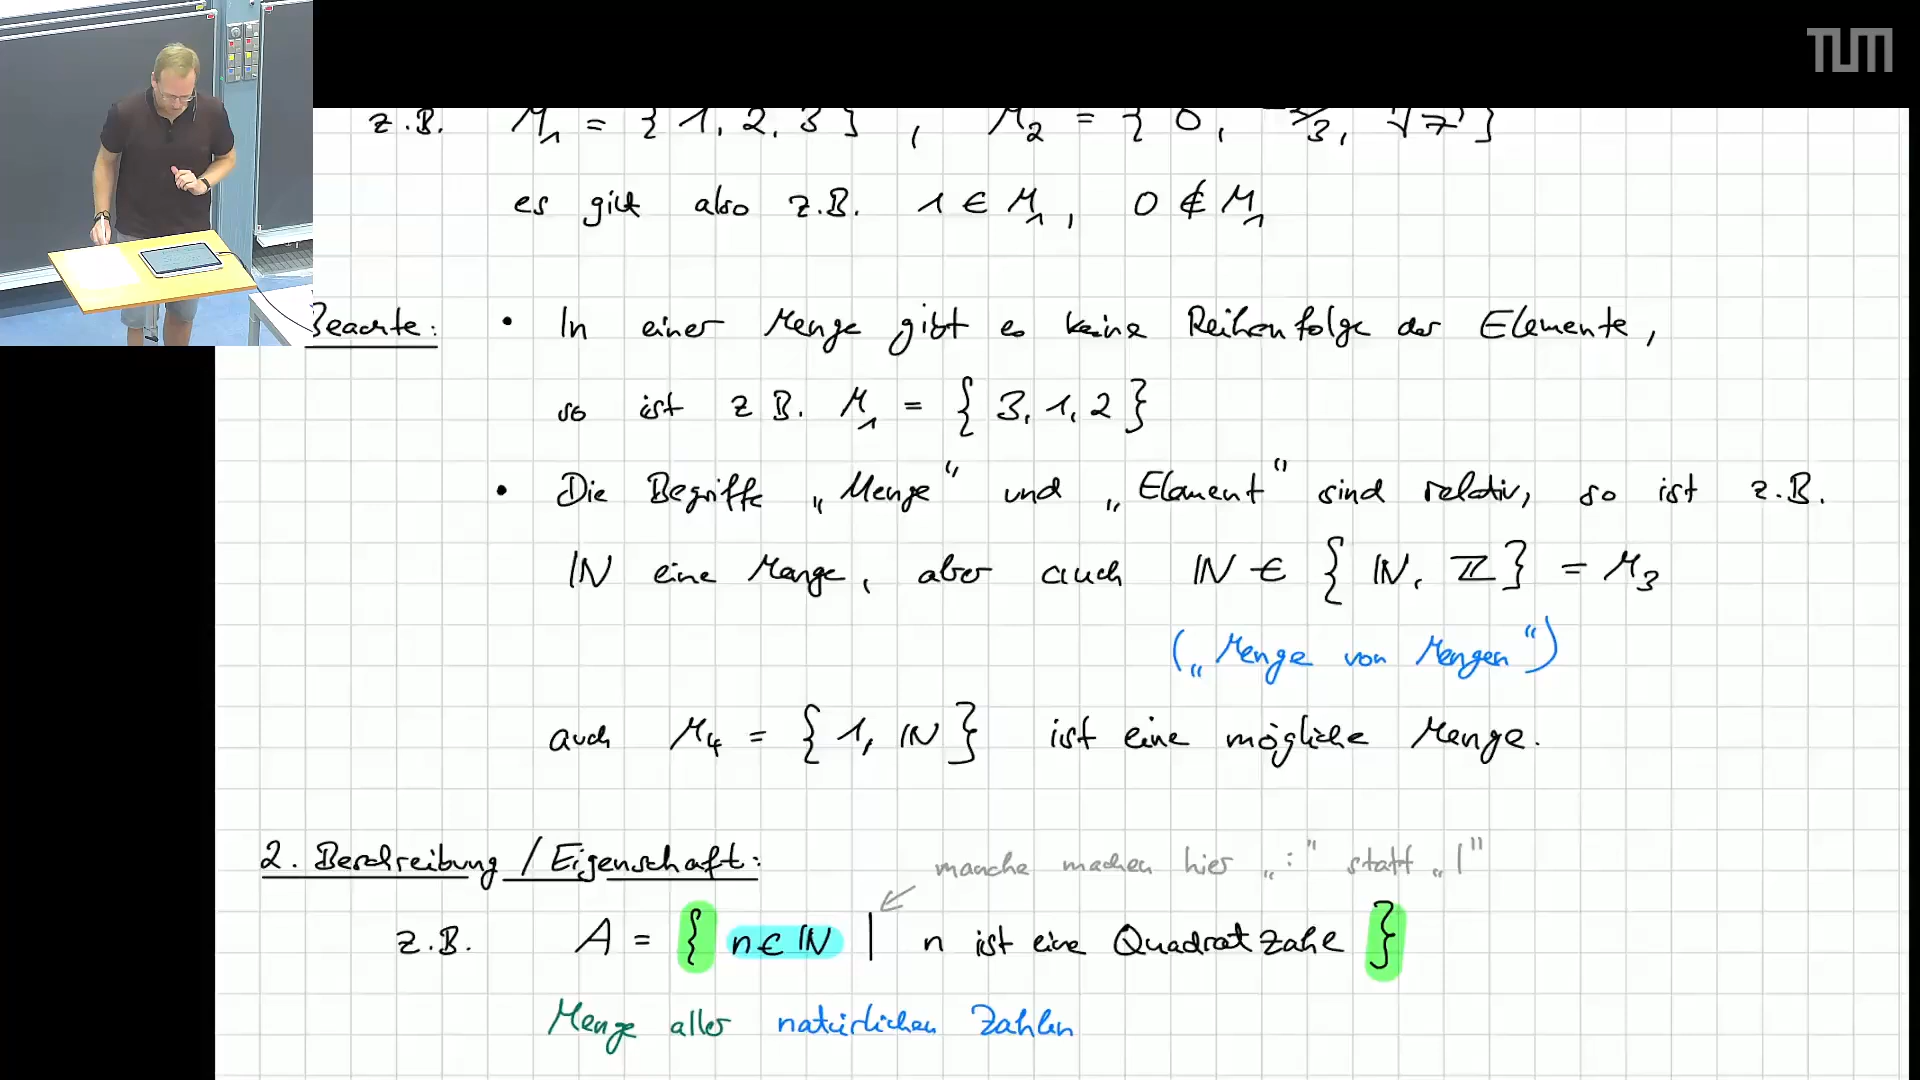 TUM
z.B. M₁ = { 1, 2, 3 } , M₂ = { 0, 3, √7 }
es gilt also z.B. 1 ∈ M₁, 0 ∉ M₁
Beachte: • In einer Menge gibt es keine Reihenfolge der Elemente,
so ist z B. M₁ = { 3, 1, 2 }
• Die Begriffe „Menge“ und „Element“ sind relativ, so ist z.B.
ℕ eine Menge, aber auch ℕ ∈ { ℕ, ℤ } = M₃
(„Menge von Mengen“)
auch M₄ = { 1, ℕ } ist eine mögliche Menge.
2. Beschreibung / Eigenschaft:
manche machen hier „:“ statt „|“
z.B. A = { n ∈ ℕ | n ist eine Quadratzahl }
Menge aller natürlichen Zahlen